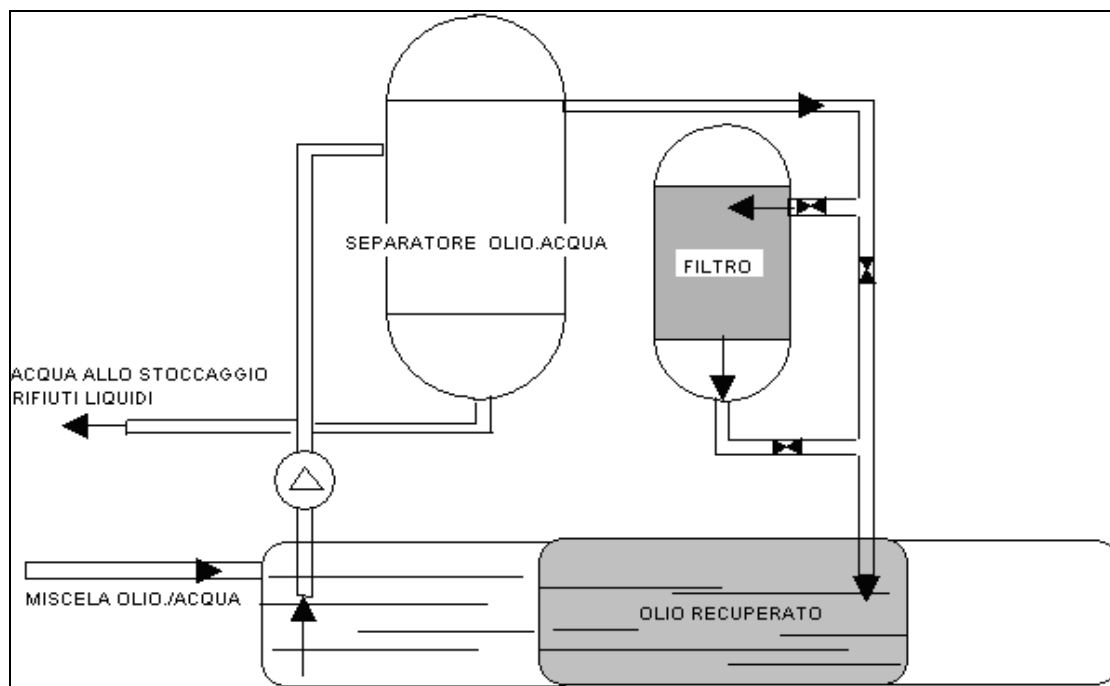 SEPARATORE OLIO.ACQUA
FILTRO
ACQUA ALLO STOCCAGGIO
RIFIUTI LIQUIDI
MISCELA OLIO./ACQUA
OLIO RECUPERATO